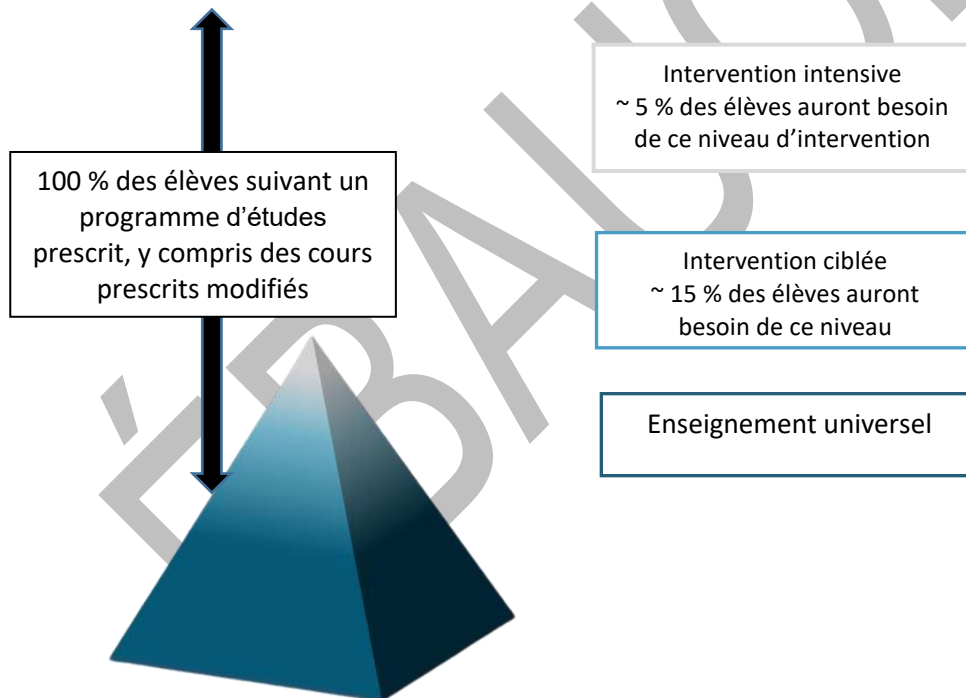 100 % des élèves suivant un
programme d'études
prescrit, y compris des cours
prescrits modifiés
Intervention intensive
~ 5 % des élèves auront besoin
de ce niveau d'intervention
Intervention ciblée
~ 15 % des élèves auront
besoin de ce niveau
Enseignement universel